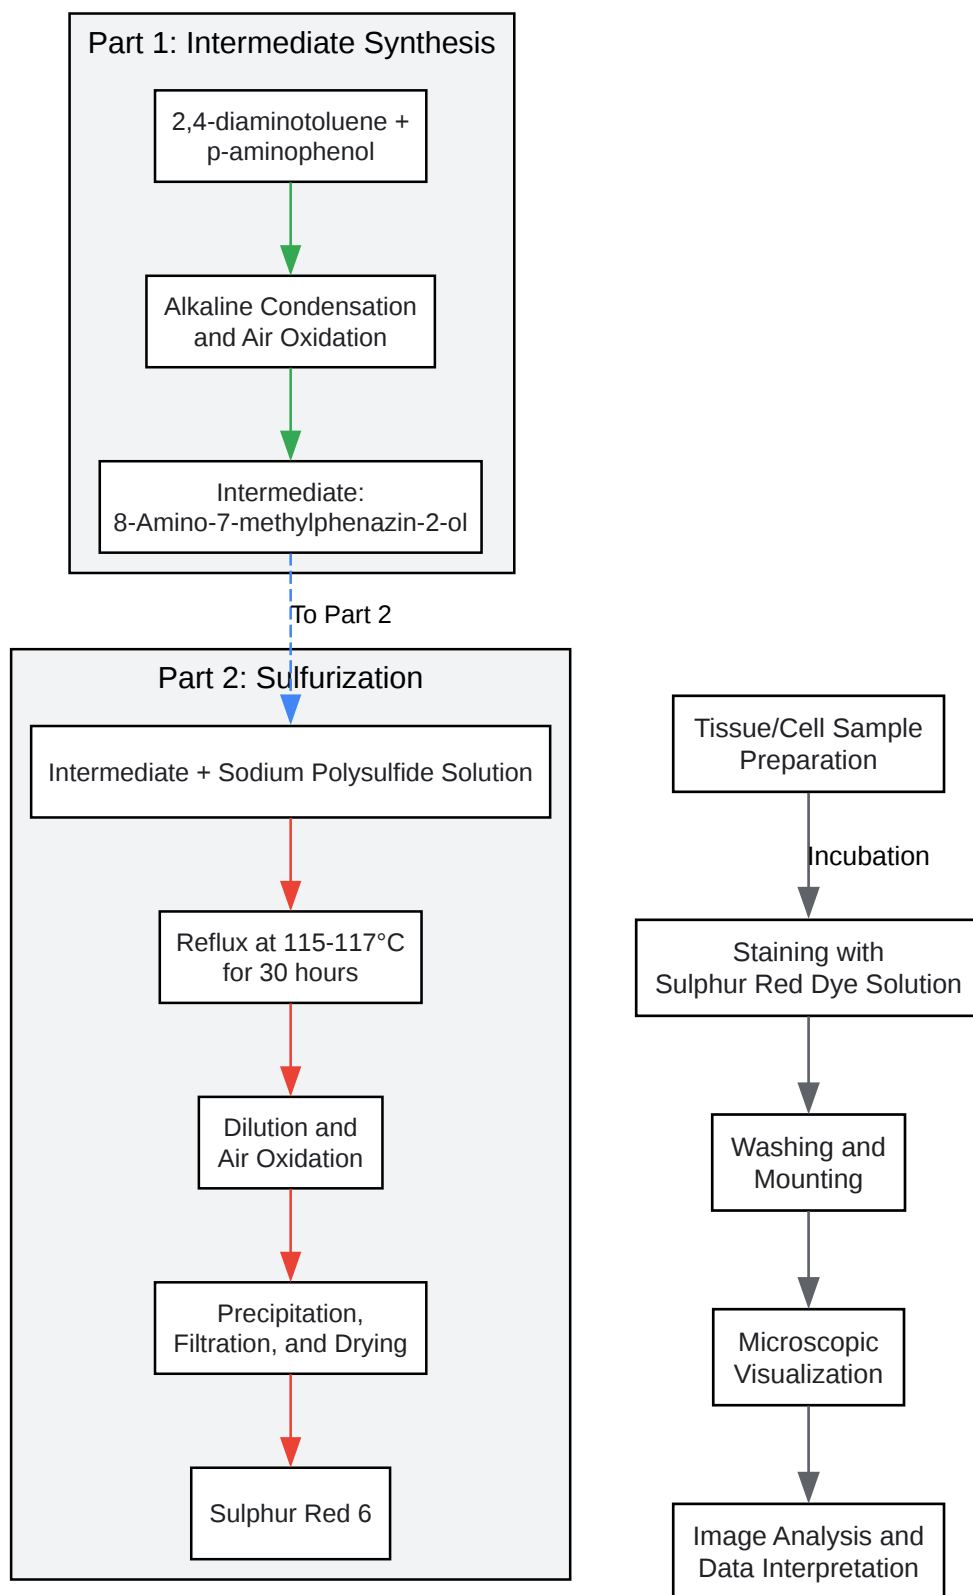 Part 1: Intermediate Synthesis
2,4-diaminotoluene +
p-aminophenol
Alkaline Condensation
and Air Oxidation
Intermediate:
8-Amino-7-methylphenazin-2-ol
To Part 2
Part 2: Sulfurization
Intermediate + Sodium Polysulfide Solution
Reflux at 115-117°C
for 30 hours
Dilution and
Air Oxidation
Precipitation,
Filtration, and Drying
Sulphur Red 6
Tissue/Cell Sample
Preparation
Incubation
Staining with
Sulphur Red Dye Solution
Washing and
Mounting
Microscopic
Visualization
Image Analysis and
Data Interpretation